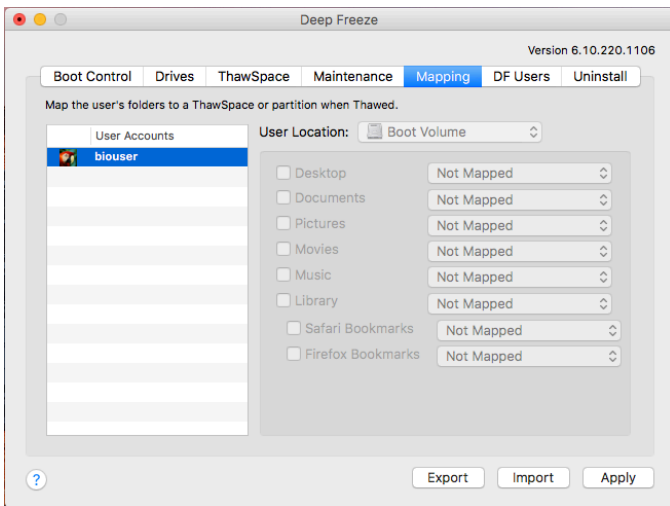 Deep Freeze
Version 6.10.220.1106
Boot Control Drives ThawSpace Maintenance Mapping DF Users Uninstall
Map the user's folders to a ThawSpace or partition when Thawed.
User Accounts
biouser
User Location: Boot Volume
Desktop Not Mapped
Documents Not Mapped
Pictures Not Mapped
Movies Not Mapped
Music Not Mapped
Library Not Mapped
Safari Bookmarks Not Mapped
Firefox Bookmarks Not Mapped
? Export Import Apply